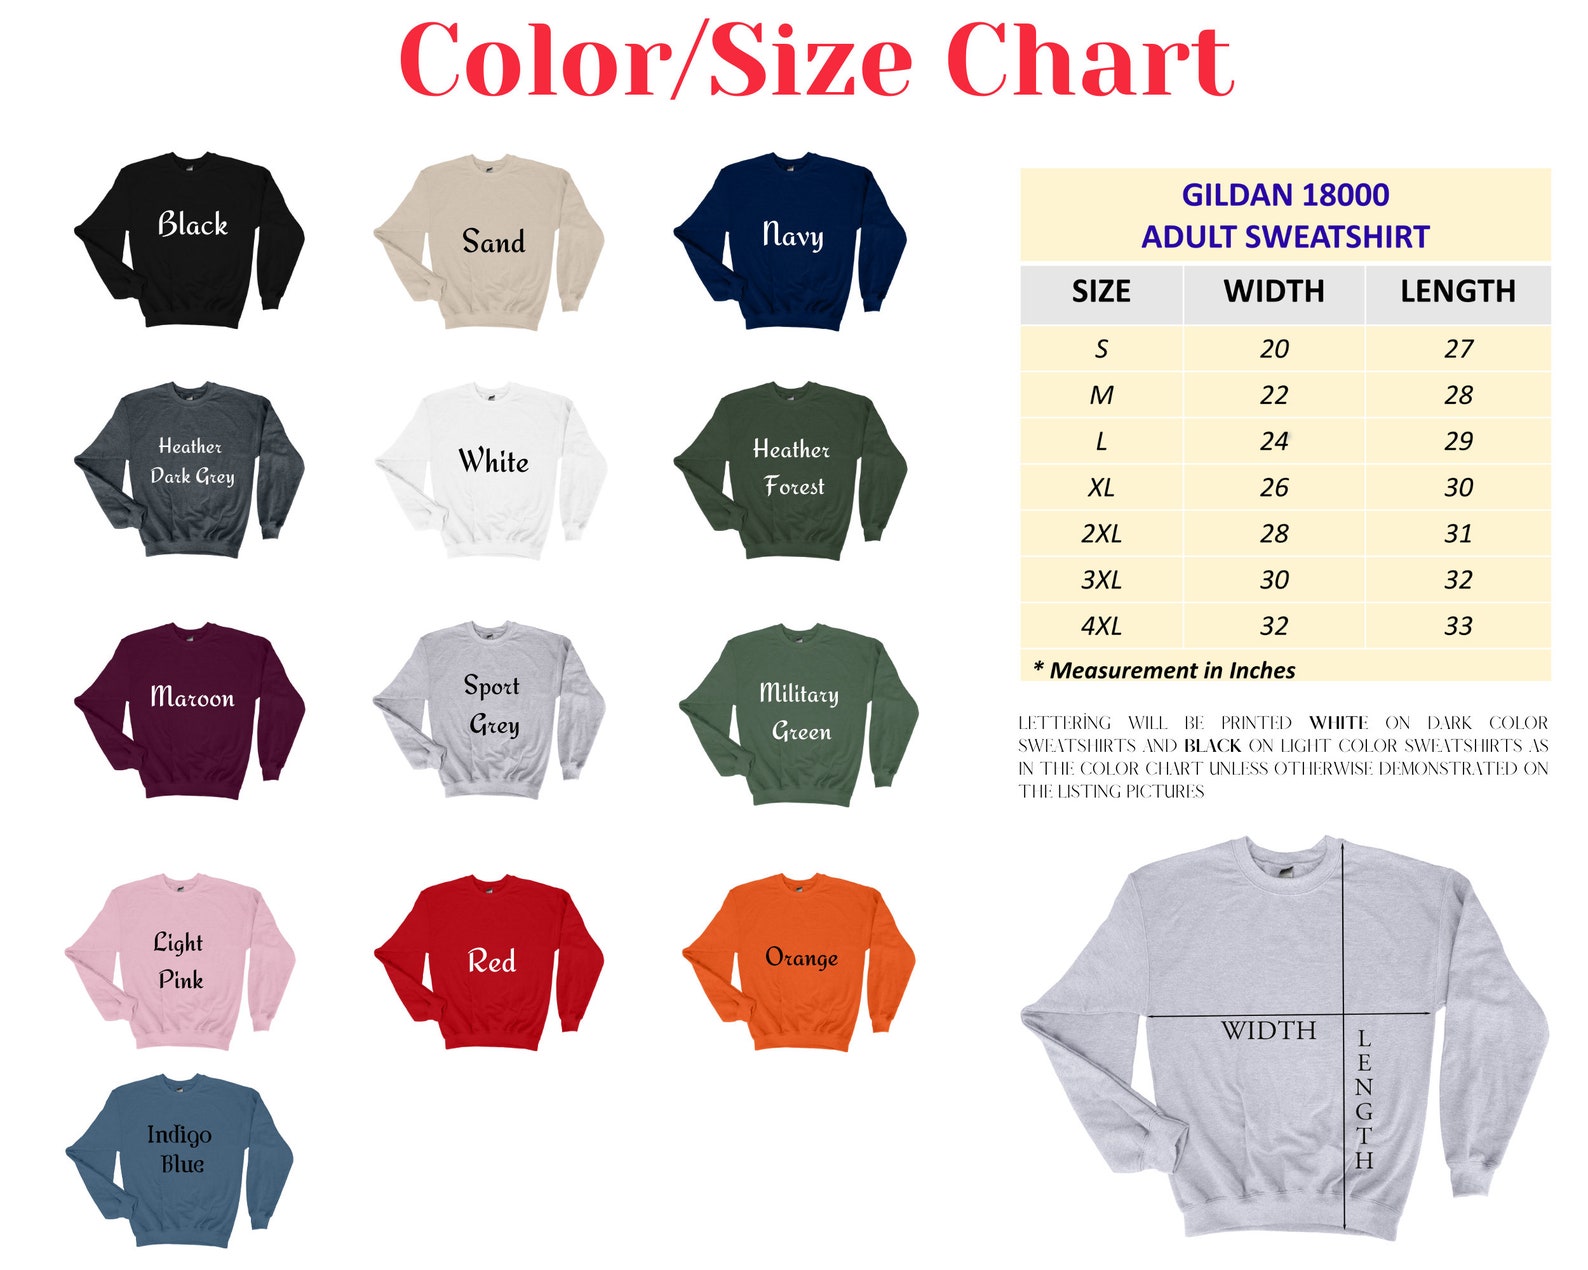 Color/Size Chart
Black
Sand
Navy
Heather
Dark Grey
White
Heather
Forest
Maroon
Sport
Grey
Military
Green
Light
Pink
Red
Orange
Indigo
Blue
GILDAN 18000
ADULT SWEATSHIRT
SIZE WIDTH LENGTH
S 20 27
M 22 28
L 24 29
XL 26 30
2XL 28 31
3XL 30 32
4XL 32 33
* Measurement in Inches
LETTERİNG WILL BE PRINTED WHITE ON DARK COLOR
SWEATSHIRTS AND BLACK ON LIGHT COLOR SWEATSHIRTS AS
IN THE COLOR CHART UNLESS OTHERWISE DEMONSTRATED ON
THE LISTING PICTURES
WIDTH
LENGTH